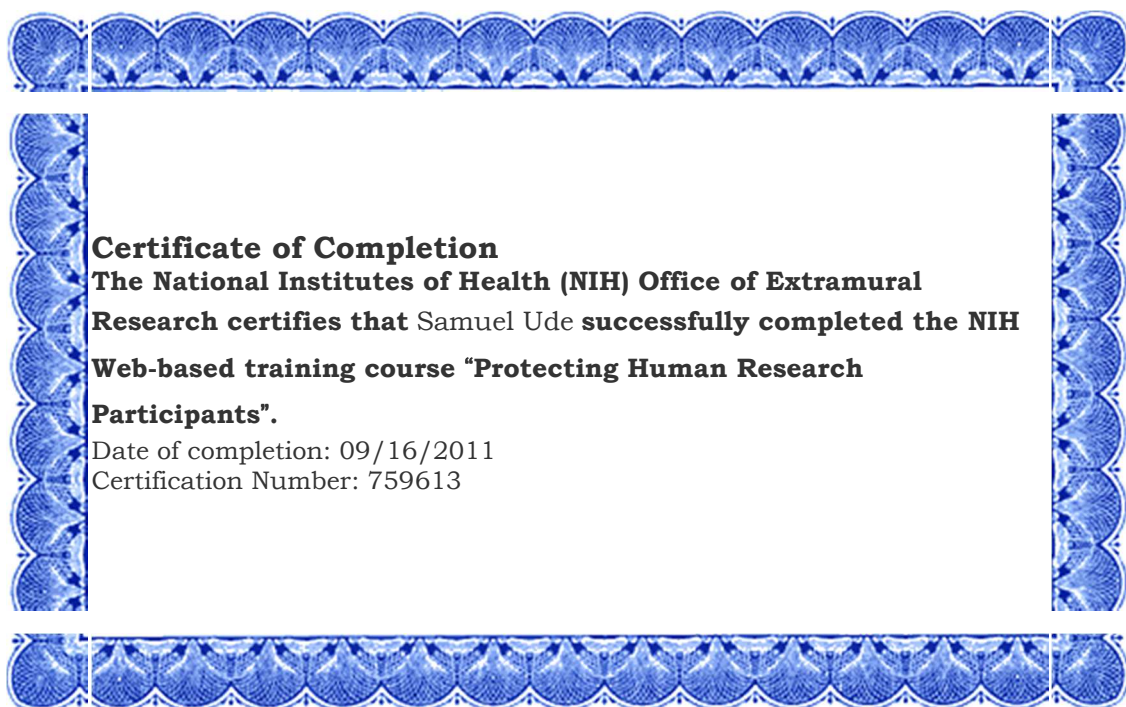 Certificate of Completion
The National Institutes of Health (NIH) Office of Extramural
Research certifies that Samuel Ude successfully completed the NIH
Web-based training course “Protecting Human Research
Participants”.
Date of completion: 09/16/2011
Certification Number: 759613